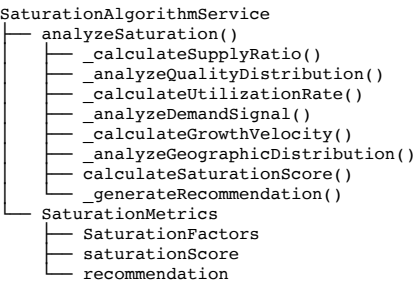 SaturationAlgorithmService
├── analyzeSaturation()
│   ├── _calculateSupplyRatio()
│   ├── _analyzeQualityDistribution()
│   ├── _calculateUtilizationRate()
│   ├── _analyzeDemandSignal()
│   ├── _calculateGrowthVelocity()
│   ├── _analyzeGeographicDistribution()
│   ├── calculateSaturationScore()
│   └── _generateRecommendation()
└── SaturationMetrics
    ├── SaturationFactors
    ├── saturationScore
    └── recommendation